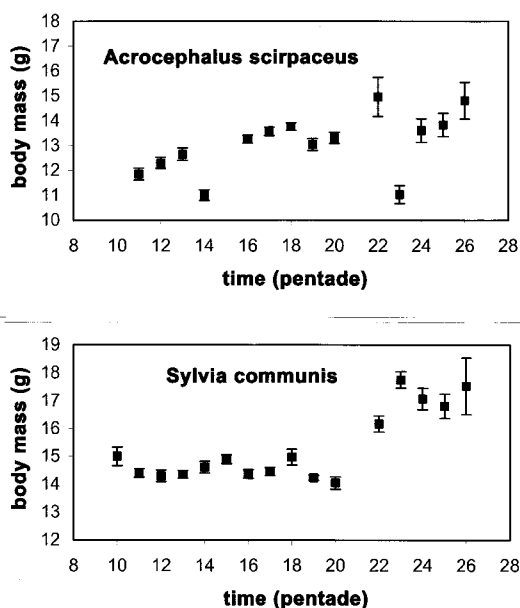 18
17
Acrocephalus scirpaceus
16
15
14
13
12
11
10
body mass (g)
8 10 12 14 16 18 20 22 24 26 28
time (pentade)
19
18
Sylvia communis
17
16
15
14
13
12
body mass (g)
8 10 12 14 16 18 20 22 24 26 28
time (pentade)